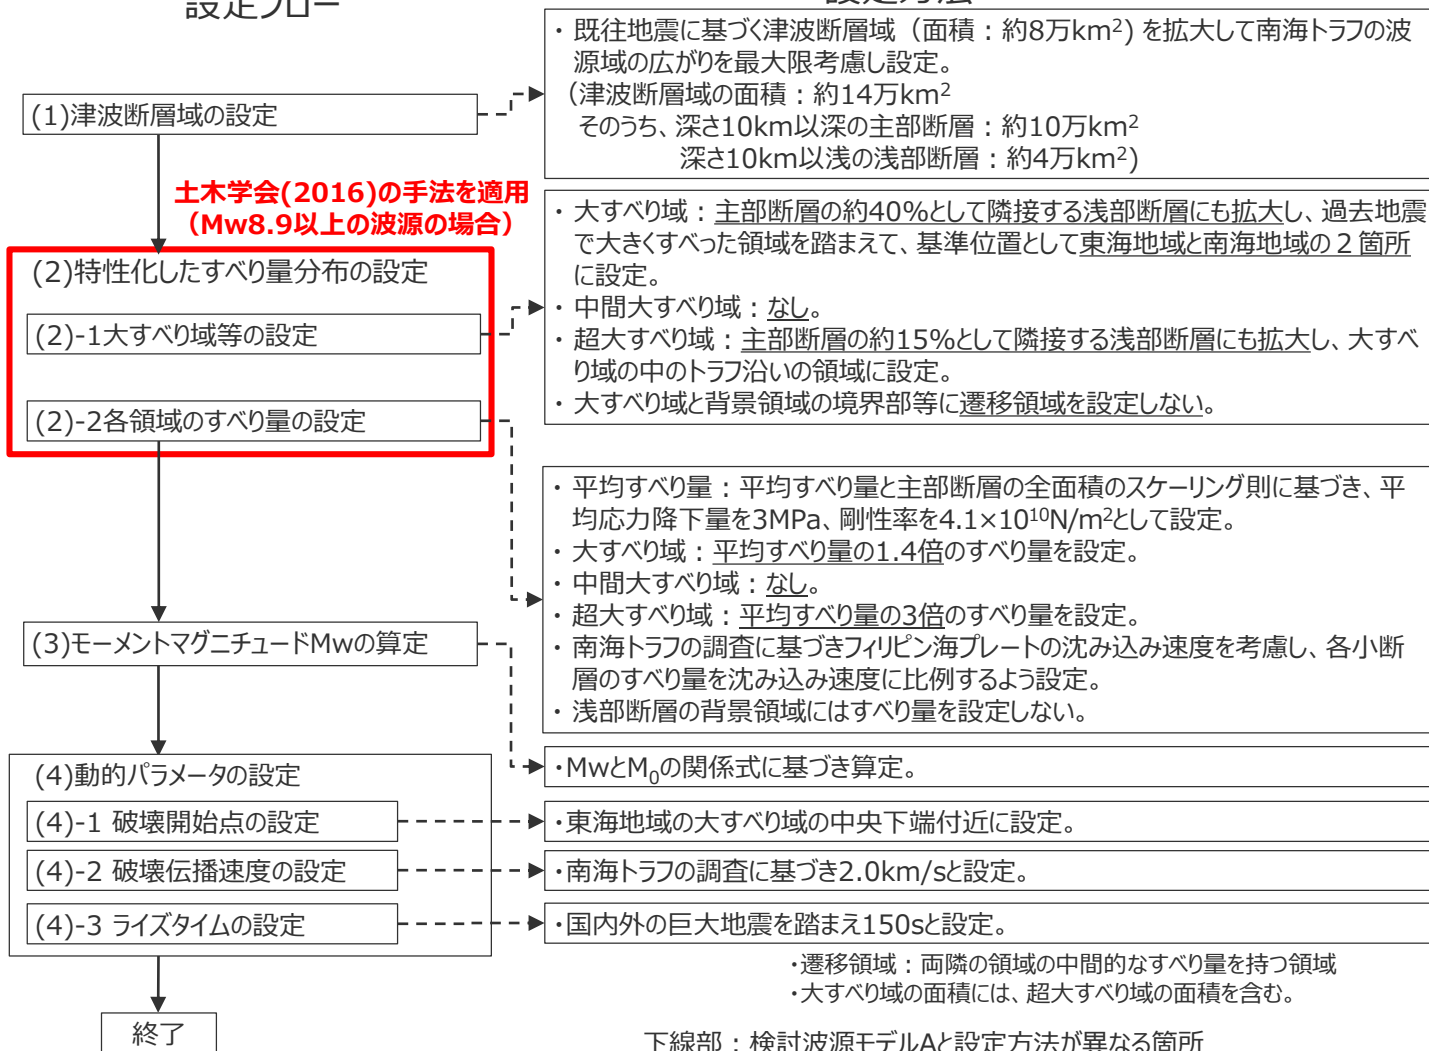 設定フロー
設定方法
(1)津波断層域の設定
・ 既往地震に基づく津波断層域（面積：約8万km2) を拡大して南海トラフの波
源域の広がりを最大限考慮し設定。
（津波断層域の面積：約14万km2
そのうち、深さ10km以深の主部断層：約10万km2
深さ10km以浅の浅部断層：約4万km2)
土木学会(2016)の手法を適用
（Mw8.9以上の波源の場合）
(2)特性化したすべり量分布の設定
(2)-1大すべり域等の設定
(2)-2各領域のすべり量の設定
・ 大すべり域：主部断層の約40%として隣接する浅部断層にも拡大し、過去地震
で大きくすべった領域を踏まえて、基準位置として東海地域と南海地域の２箇所
に設定。
・ 中間大すべり域：なし。
・ 超大すべり域：主部断層の約15%として隣接する浅部断層にも拡大し、大すべ
り域の中のトラフ沿いの領域に設定。
・ 大すべり域と背景領域の境界部等に遷移領域を設定しない。
・ 平均すべり量：平均すべり量と主部断層の全面積のスケーリング則に基づき、平
均応力降下量を3MPa、剛性率を4.1×1010N/m2として設定。
・ 大すべり域：平均すべり量の1.4倍のすべり量を設定。
・ 中間大すべり域：なし。
・ 超大すべり域：平均すべり量の3倍のすべり量を設定。
・ 南海トラフの調査に基づきフィリピン海プレートの沈み込み速度を考慮し、各小断
層のすべり量を沈み込み速度に比例するよう設定。
・ 浅部断層の背景領域にはすべり量を設定しない。
(3)モーメントマグニチュードMwの算定
・MwとM0の関係式に基づき算定。
(4)動的パラメータの設定
(4)-1 破壊開始点の設定
・東海地域の大すべり域の中央下端付近に設定。
(4)-2 破壊伝播速度の設定
・南海トラフの調査に基づき2.0km/sと設定。
(4)-3 ライズタイムの設定
・国内外の巨大地震を踏まえ150sと設定。
終了
・遷移領域：両隣の領域の中間的なすべり量を持つ領域
・大すべり域の面積には、超大すべり域の面積を含む。
下線部：検討波源モデルAと設定方法が異なる箇所